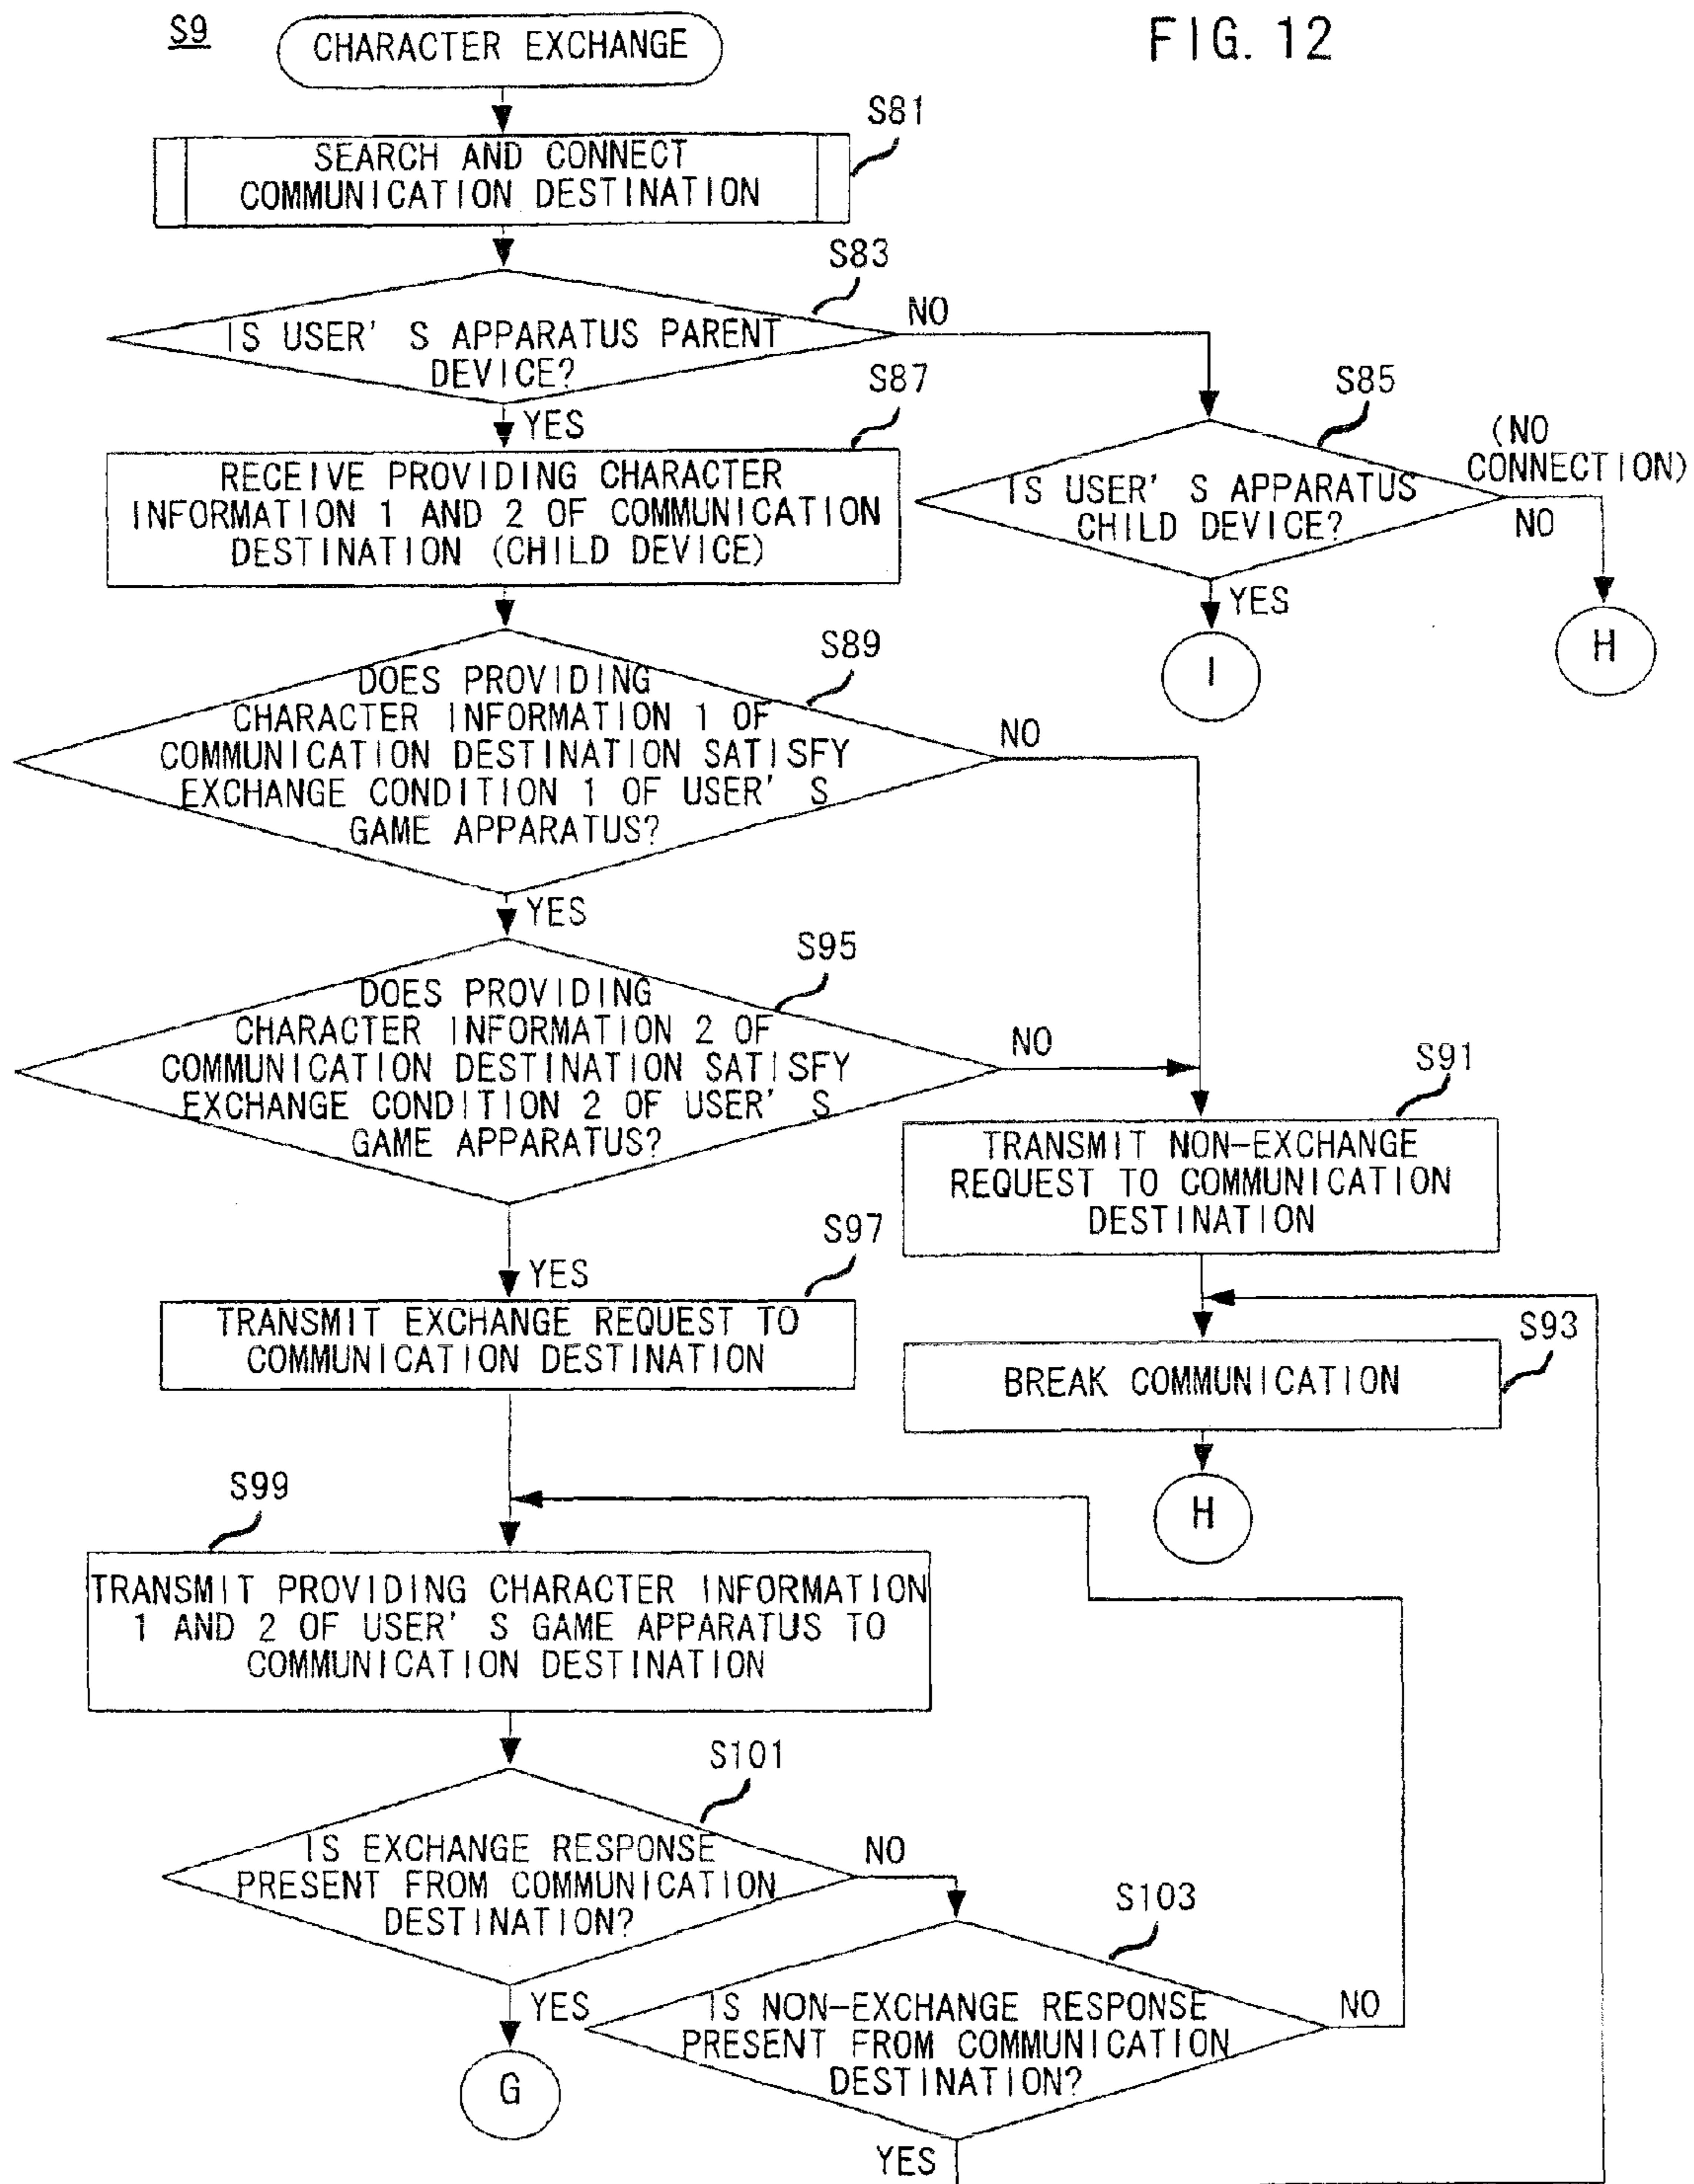 S9
CHARACTER EXCHANGE
FIG. 12
S81
SEARCH AND CONNECT
COMMUNICATION DESTINATION
S83
IS USER' S APPARATUS PARENT
DEVICE?
NO
YES
S85
IS USER' S APPARATUS
CHILD DEVICE?
(NO
CONNECTION)
NO
YES
I
H
S87
RECEIVE PROVIDING CHARACTER
INFORMATION 1 AND 2 OF COMMUNICATION
DESTINATION (CHILD DEVICE)
S89
DOES PROVIDING
CHARACTER INFORMATION 1 OF
COMMUNICATION DESTINATION SATISFY
EXCHANGE CONDITION 1 OF USER' S
GAME APPARATUS?
NO
YES
S95
DOES PROVIDING
CHARACTER INFORMATION 2 OF
COMMUNICATION DESTINATION SATISFY
EXCHANGE CONDITION 2 OF USER' S
GAME APPARATUS?
NO
YES
S91
TRANSMIT NON-EXCHANGE
REQUEST TO COMMUNICATION
DESTINATION
S97
TRANSMIT EXCHANGE REQUEST TO
COMMUNICATION DESTINATION
S93
BREAK COMMUNICATION
H
S99
TRANSMIT PROVIDING CHARACTER INFORMATION
1 AND 2 OF USER' S GAME APPARATUS TO
COMMUNICATION DESTINATION
S101
IS EXCHANGE RESPONSE
PRESENT FROM COMMUNICATION
DESTINATION?
NO
YES
G
S103
IS NON-EXCHANGE RESPONSE
PRESENT FROM COMMUNICATION
DESTINATION?
NO
YES